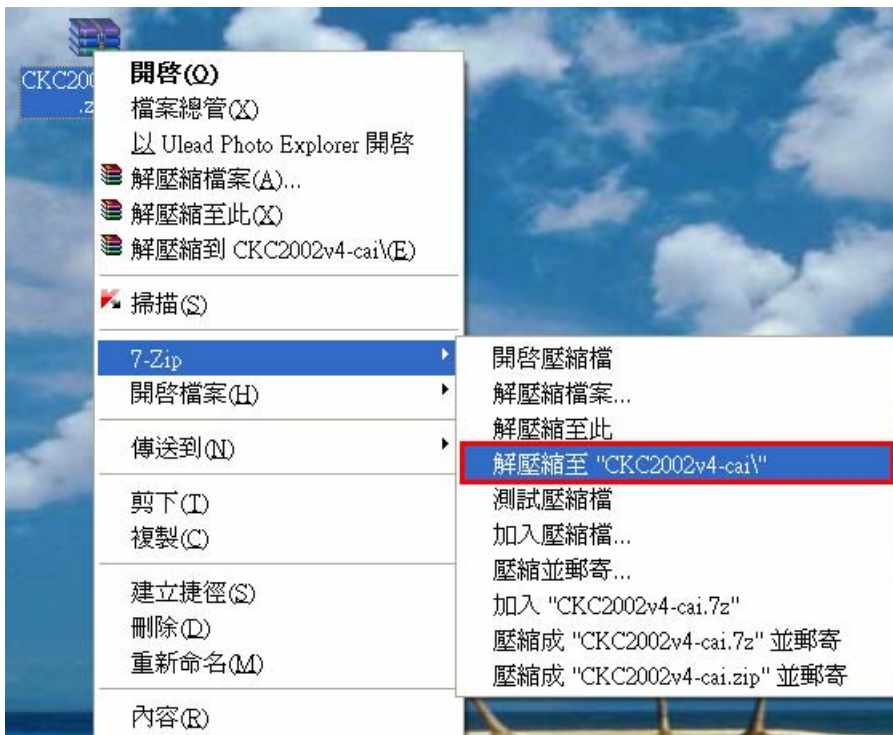 CKC200
.z
開啓(O)
檔案總管(X)
以 Ulead Photo Explorer 開啓
解壓縮檔案(A)...
解壓縮至此(X)
解壓縮到 CKC2002v4-cai\(E)
掃描(S)
7-Zip
開啓檔案(H)
傳送到(N)
剪下(T)
複製(C)
建立捷徑(S)
刪除(D)
重新命名(M)
內容(R)
開啓壓縮檔
解壓縮檔案...
解壓縮至此
解壓縮至 "CKC2002v4-cai\"
測試壓縮檔
加入壓縮檔...
壓縮並郵寄...
加入 "CKC2002v4-cai.7z"
壓縮成 "CKC2002v4-cai.7z" 並郵寄
壓縮成 "CKC2002v4-cai.zip" 並郵寄